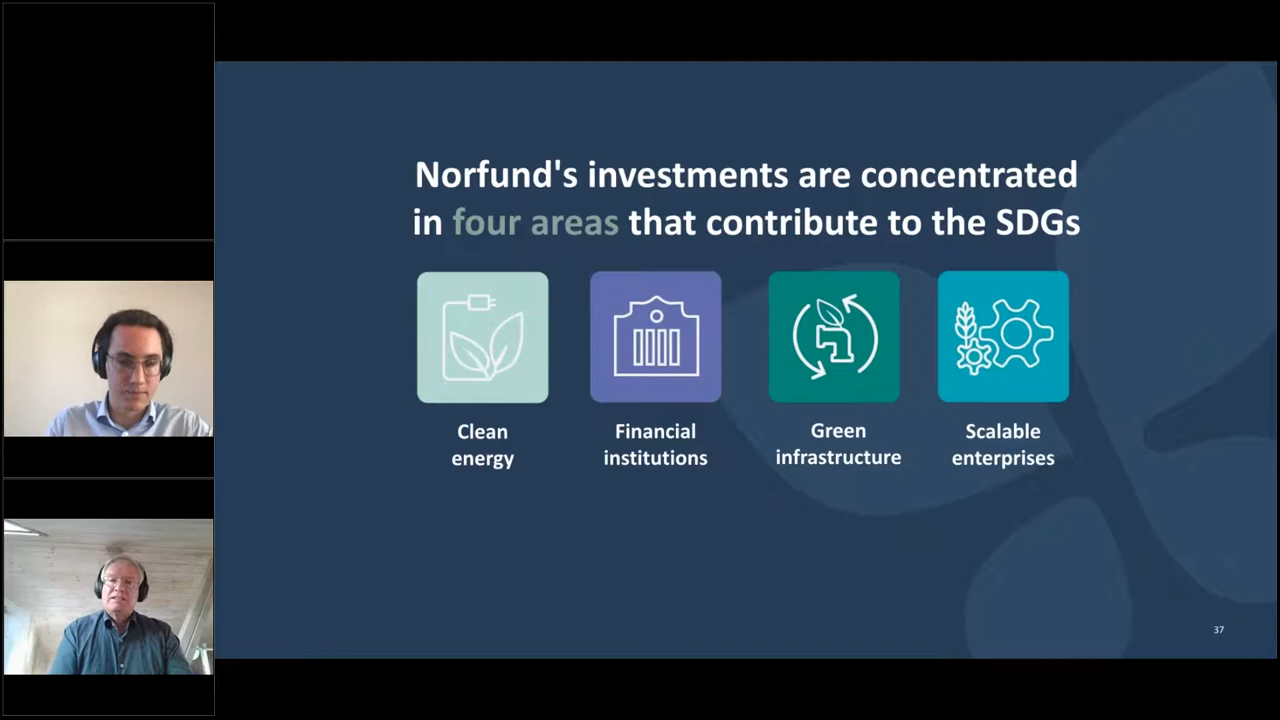 Norfund's investments are concentrated
in four areas that contribute to the SDGs
Clean
energy
Financial
institutions
Green
infrastructure
Scalable
enterprises
37